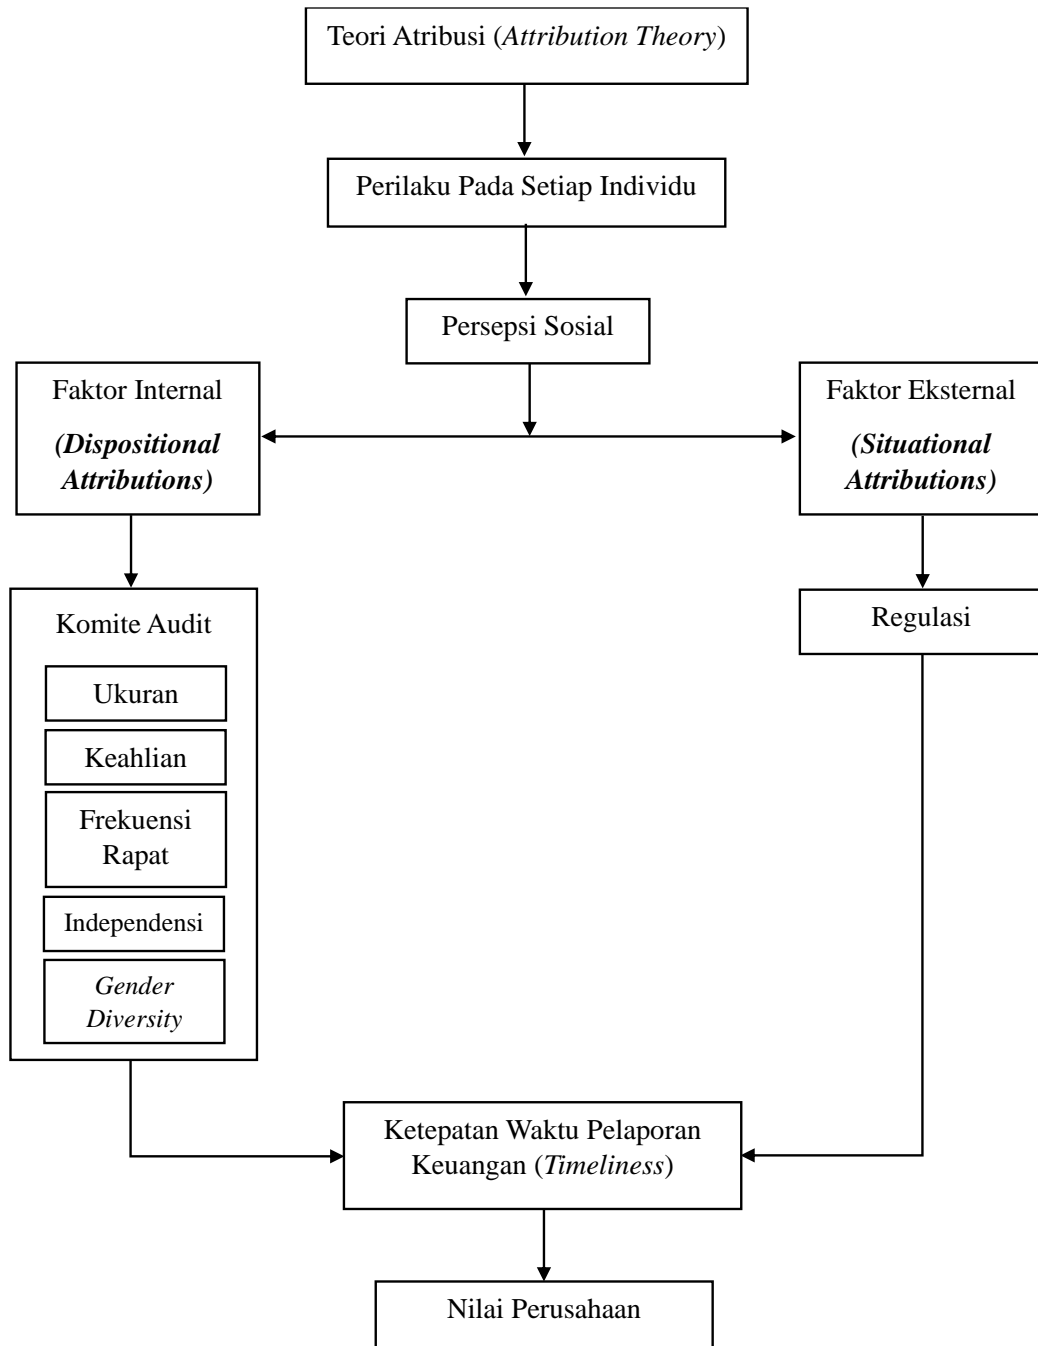 Teori Atribusi (Attribution Theory)
Perilaku Pada Setiap Individu
Persepsi Sosial
Faktor Internal
(Dispositional
Attributions)
Faktor Eksternal
(Situational
Attributions)
Komite Audit
Ukuran
Keahlian
Frekuensi
Rapat
Independensi
Gender
Diversity
Regulasi
Ketepatan Waktu Pelaporan
Keuangan (Timeliness)
Nilai Perusahaan